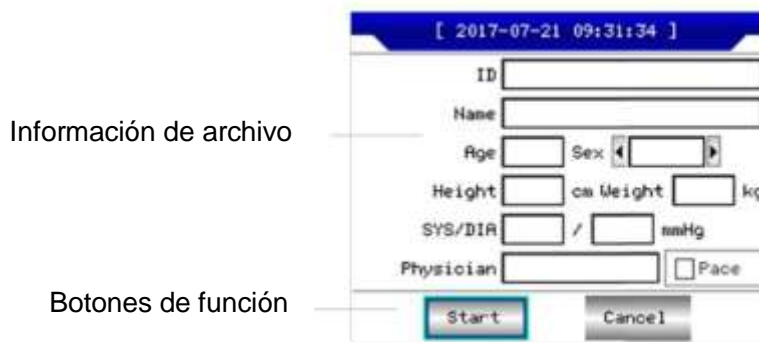 [ 2017-07-21 09:31:34 ]
ID
Name
Información de archivo
Age Sex
Height cm Weight kg
SYS/DIA / mmHg
Physician Pace
Botones de función
Start Cancel